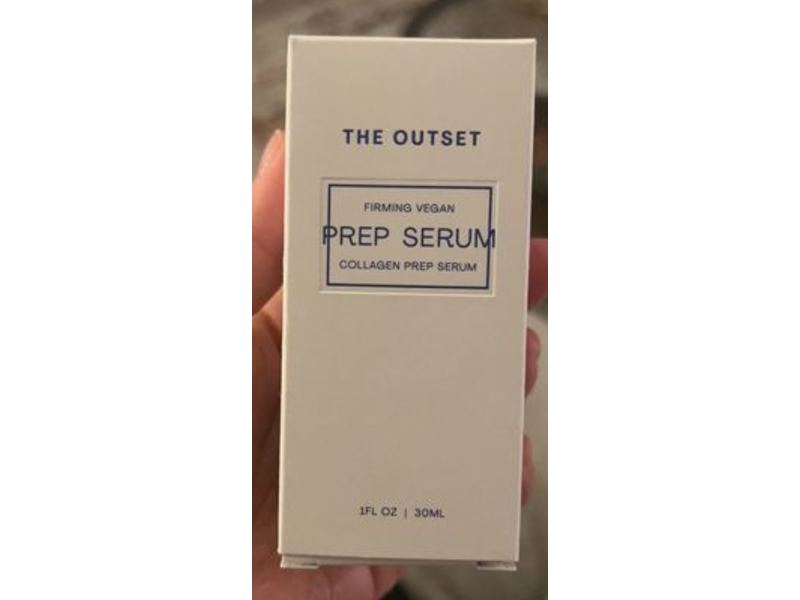 THE OUTSET
FIRMING VEGAN
PREP SERUM
COLLAGEN PREP SERUM
1FL OZ | 30ML